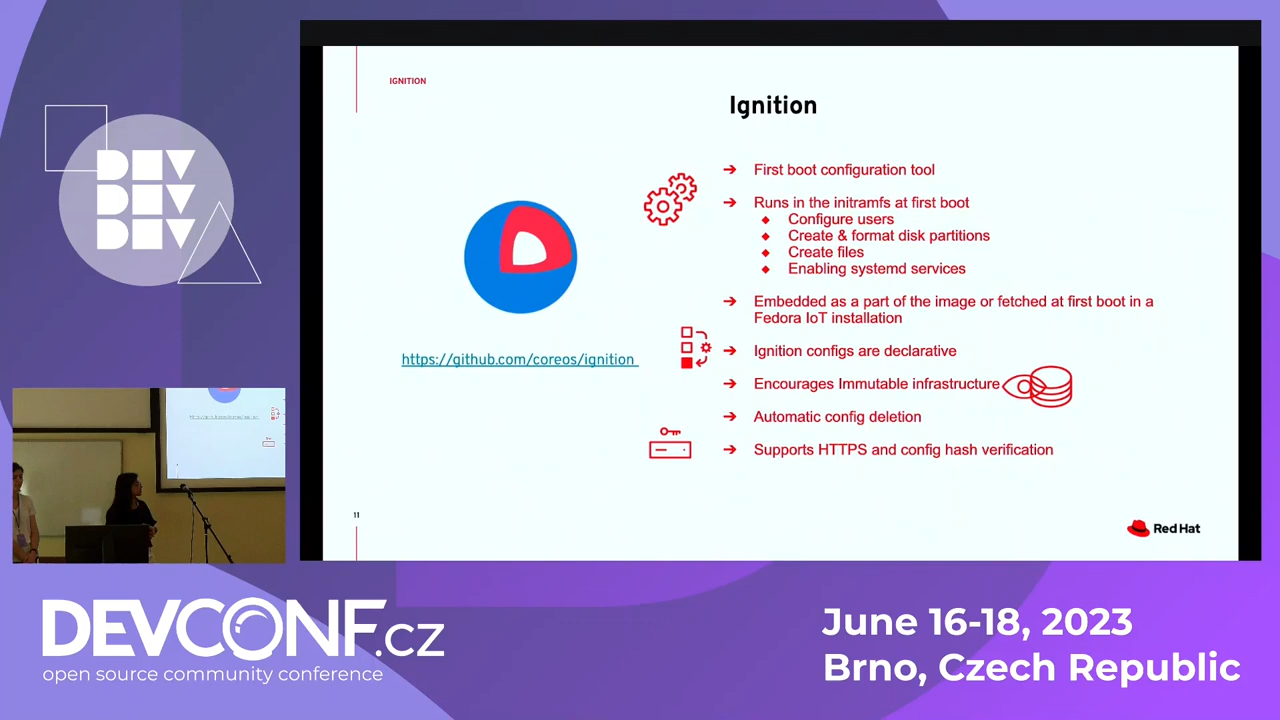 IGNITION
Ignition
First boot configuration tool
Runs in the initramfs at first boot
Configure users
Create & format disk partitions
Create files
Enabling systemd services
Embedded as a part of the image or fetched at first boot in a
Fedora IoT installation
Ignition configs are declarative
Encourages Immutable infrastructure
Automatic config deletion
Supports HTTPS and config hash verification
https://github.com/coreos/ignition
11
Red Hat
DEV
DEV
DEV
DEVCONF.cz
open source community conference
June 16-18, 2023
Brno, Czech Republic